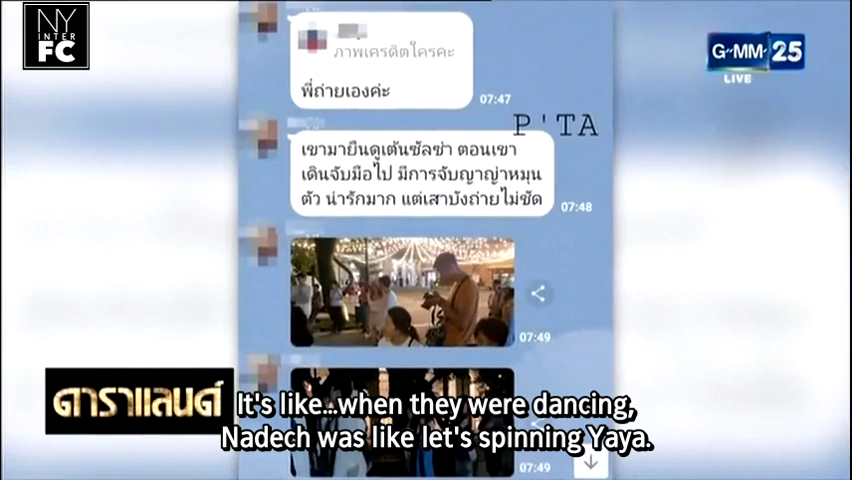 NY
INTER
FC
GMM 25
LIVE
ภาพเครดิตใครคะ
พี่ถ่ายเองค่ะ
07:47
P'TA
เขามายืนดูเต้นซัลซ่า ตอนเขา
เดินจับมือไป มีการจับญาญ่าหมุน
ตัว น่ารักมาก แต่เสาบังถ่ายไม่ชัด
07:48
07:49
ดาราแลนด์
It's like...when they were dancing,
Nadech was like let's spinning Yaya.
07:49